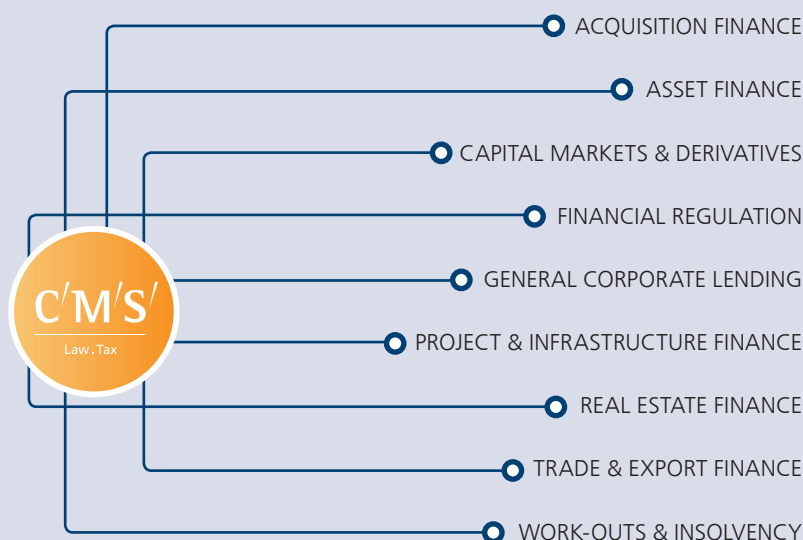 ACQUISITION FINANCE
ASSET FINANCE
CAPITAL MARKETS & DERIVATIVES
FINANCIAL REGULATION
GENERAL CORPORATE LENDING
C/M/S/
Law.Tax
PROJECT & INFRASTRUCTURE FINANCE
REAL ESTATE FINANCE
TRADE & EXPORT FINANCE
WORK-OUTS & INSOLVENCY